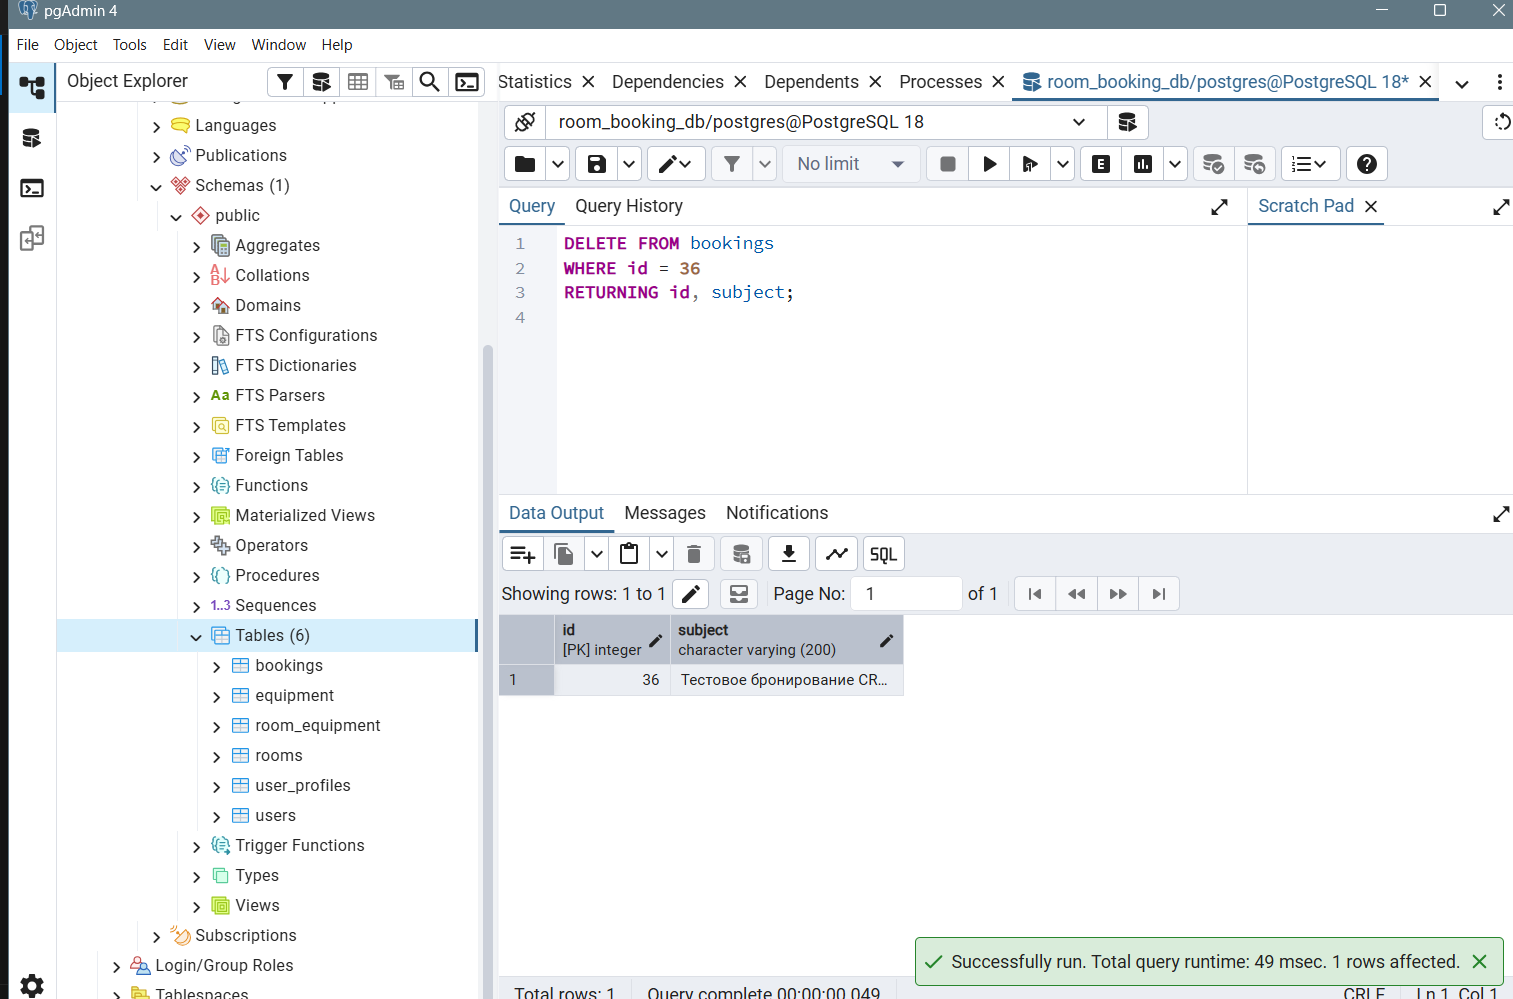 pgAdmin 4
File Object Tools Edit View Window Help
Object Explorer
Statistics Dependencies Dependents Processes room_booking_db/postgres@PostgreSQL 18*
room_booking_db/postgres@PostgreSQL 18
No limit
E
Query Query History
Scratch Pad
1 DELETE FROM bookings
2 WHERE id = 36
3 RETURNING id, subject;
4
Languages
Publications
Schemas (1)
public
Aggregates
Collations
Domains
FTS Configurations
FTS Dictionaries
Aa FTS Parsers
FTS Templates
Foreign Tables
Functions
Materialized Views
Operators
Procedures
1..3 Sequences
Tables (6)
bookings
equipment
room_equipment
rooms
user_profiles
users
Trigger Functions
Types
Views
Subscriptions
Login/Group Roles
Tablespaces
Data Output Messages Notifications
SQL
Showing rows: 1 to 1 Page No: 1 of 1
id
[PK] integer
subject
character varying (200)
1 36 Тестовое бронирование CR...
Successfully run. Total query runtime: 49 msec. 1 rows affected.
Total rows: 1 Query complete 00:00:00.049 CRLF Ln 1, Col 1